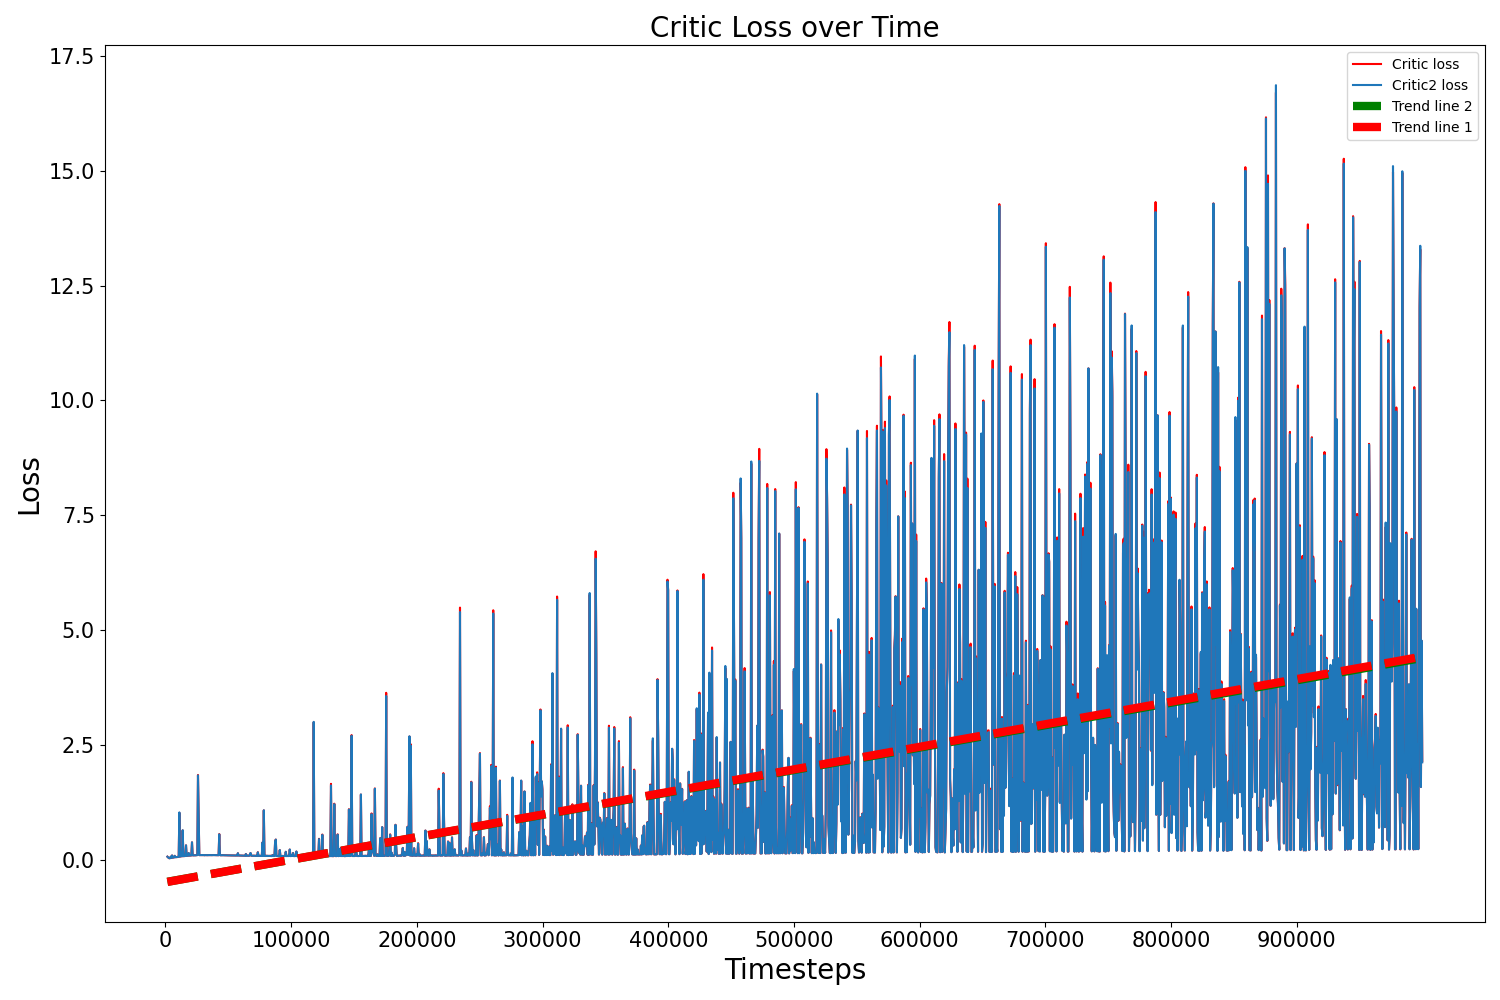 Critic Loss over Time
Critic loss
Critic2 loss
Trend line 2
Trend line 1
17.5
15.0
12.5
10.0
7.5
5.0
2.5
0.0
Loss
0 100000 200000 300000 400000 500000 600000 700000 800000 900000
Timesteps